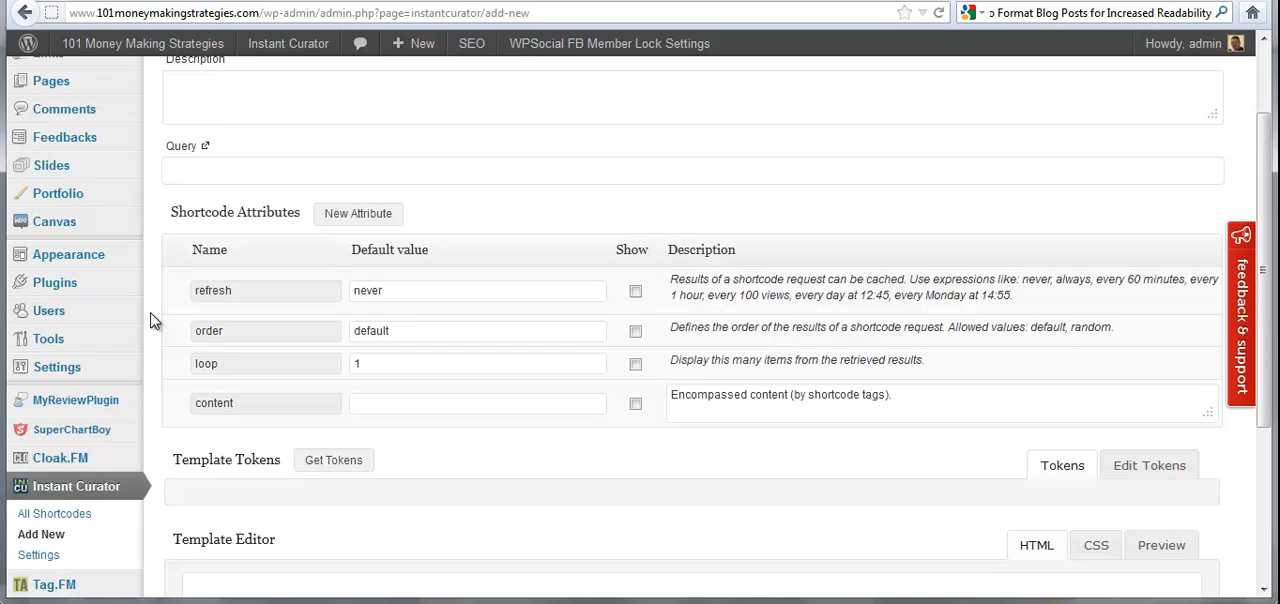 www.101moneymakingstrategies.com/wp-admin/admin.php?page=instantcurator/add-new
o Format Blog Posts for Increased Readability
101 Money Making Strategies
Instant Curator
New
SEO
WPSocial FB Member Lock Settings
Howdy, admin
Pages
Comments
Feedbacks
Slides
Portfolio
Canvas
Appearance
Plugins
Users
Tools
Settings
MyReviewPlugin
SuperChartBoy
Cloak.FM
Instant Curator
All Shortcodes
Add New
Settings
TA Tag.FM
Description
Query
Shortcode Attributes
New Attribute
Name Default value Show Description
refresh never Results of a shortcode request can be cached. Use expressions like: never, always, every 60 minutes, every
1 hour, every 100 views, every day at 12:45, every Monday at 14:55.
order default Defines the order of the results of a shortcode request. Allowed values: default, random.
loop 1 Display this many items from the retrieved results.
content Encompassed content (by shortcode tags).
Template Tokens Get Tokens Tokens Edit Tokens
Template Editor HTML CSS Preview
feedback & support